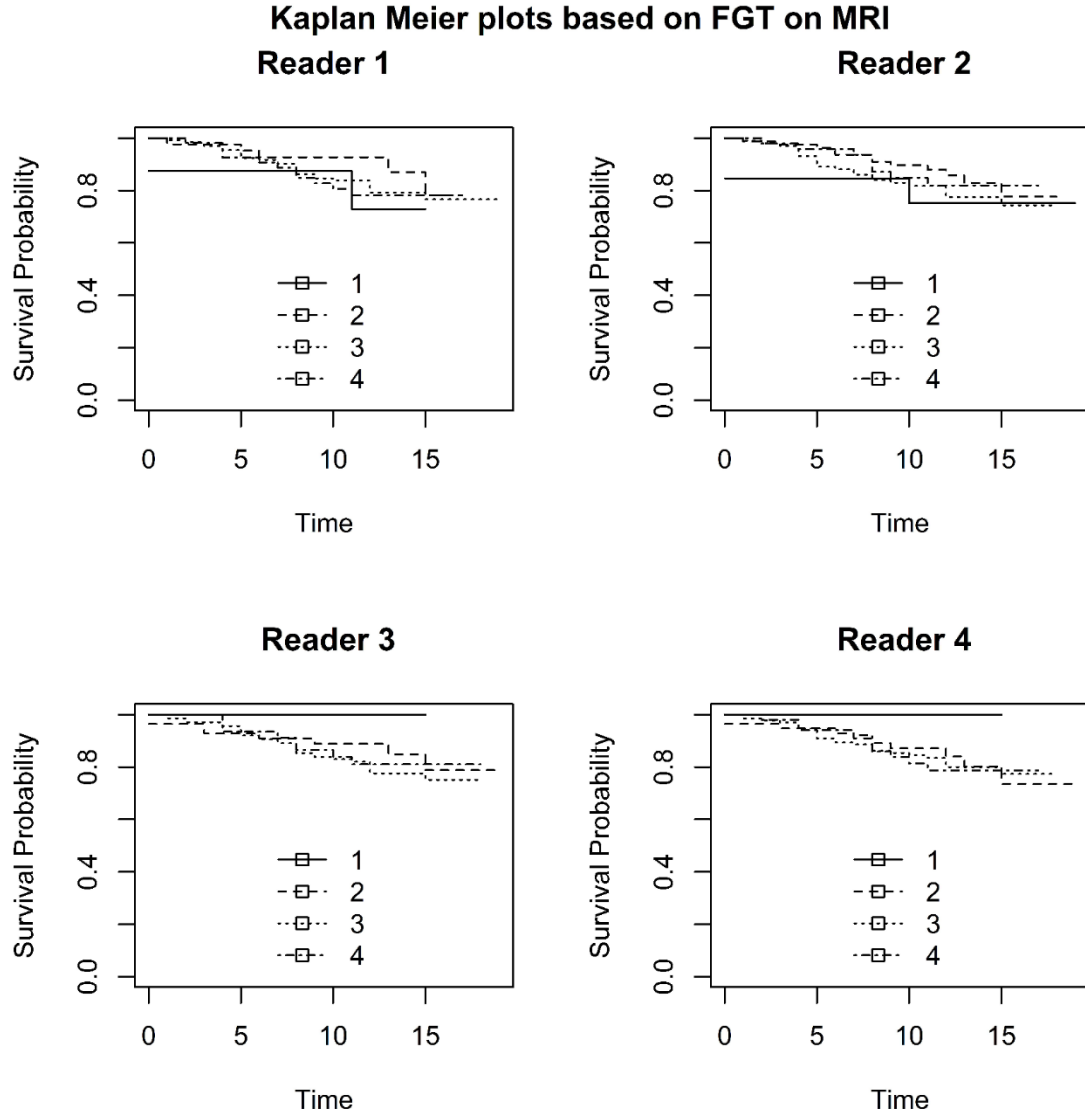 Kaplan Meier plots based on FGT on MRI
Reader 1
Survival Probability
0.0 0.4 0.8
1
2
3
4
0 5 10 15
Time
Reader 2
Survival Probability
0.0 0.4 0.8
1
2
3
4
0 5 10 15
Time
Reader 3
Survival Probability
0.0 0.4 0.8
1
2
3
4
0 5 10 15
Time
Reader 4
Survival Probability
0.0 0.4 0.8
1
2
3
4
0 5 10 15
Time